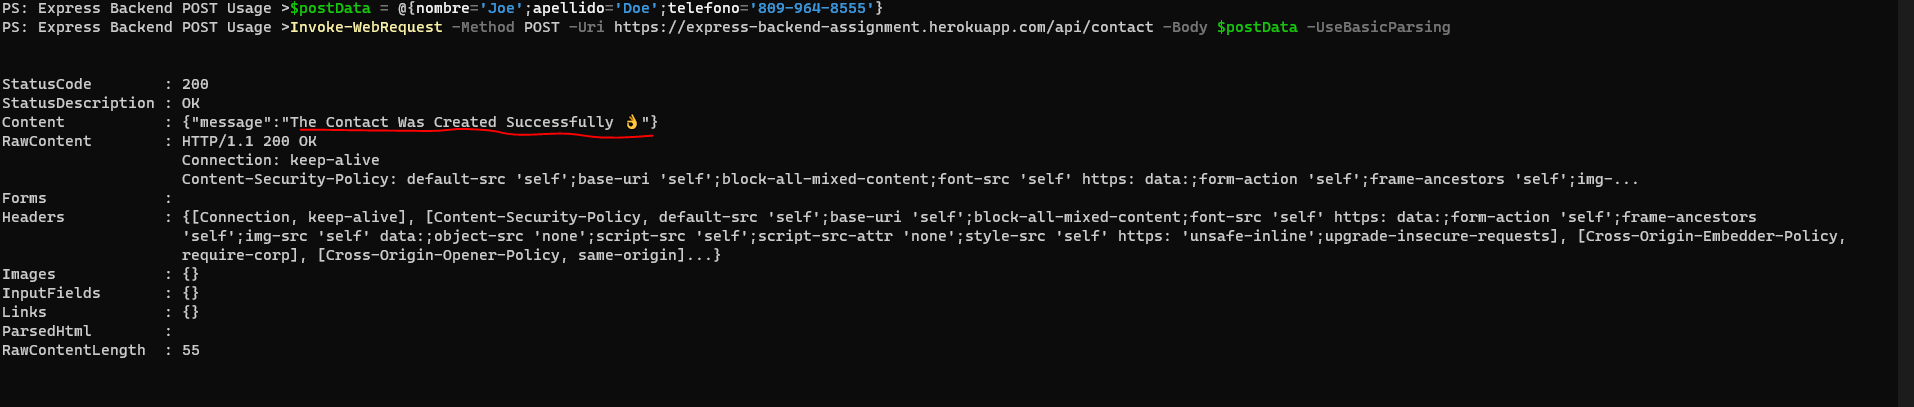 PS: Express Backend POST Usage >$postData = @{nombre='Joe';apellido='Doe';telefono='809-964-8555'}
PS: Express Backend POST Usage >Invoke-WebRequest -Method POST -Uri https://express-backend-assignment.herokuapp.com/api/contact -Body $postData -UseBasicParsing
StatusCode : 200
StatusDescription : OK
Content : {"message":"The Contact Was Created Successfully 👌"}
RawContent : HTTP/1.1 200 OK
Connection: keep-alive
Content-Security-Policy: default-src 'self';base-uri 'self';block-all-mixed-content;font-src 'self' https: data:;form-action 'self';frame-ancestors 'self';img-...
Forms :
Headers : {[Connection, keep-alive], [Content-Security-Policy, default-src 'self';base-uri 'self';block-all-mixed-content;font-src 'self' https: data:;form-action 'self';frame-ancestors
'self';img-src 'self' data:;object-src 'none';script-src 'self';script-src-attr 'none';style-src 'self' https: 'unsafe-inline';upgrade-insecure-requests], [Cross-Origin-Embedder-Policy,
require-corp], [Cross-Origin-Opener-Policy, same-origin]...}
Images : {}
InputFields : {}
Links : {}
ParsedHtml :
RawContentLength : 55